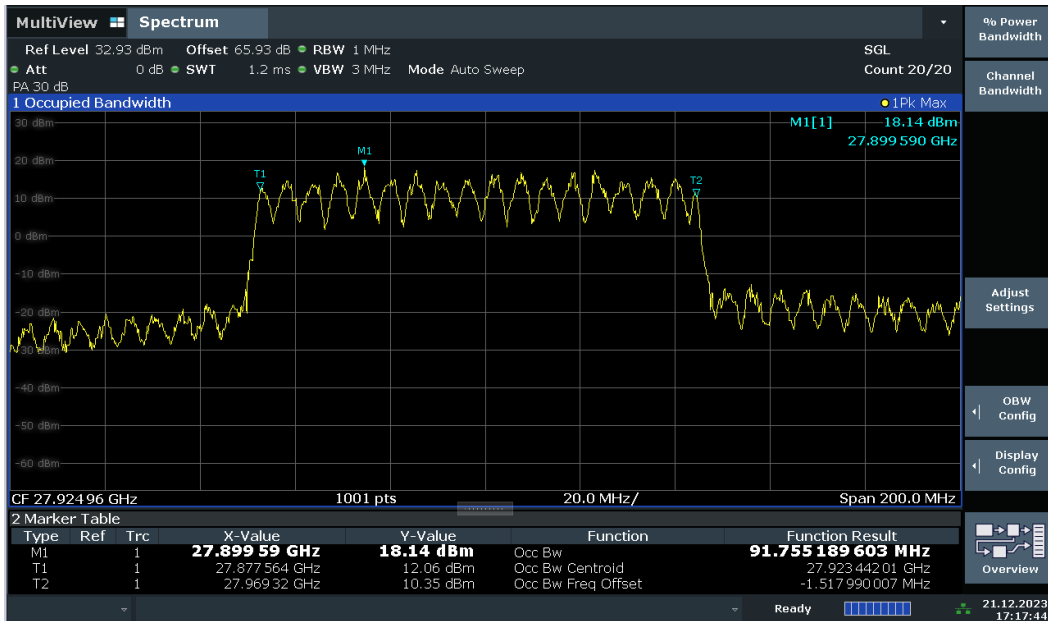 MultiView Spectrum
Ref Level 32.93 dBm Offset 65.93 dB RBW 1 MHz SGL
Att 0 dB SWT 1.2 ms VBW 3 MHz Mode Auto Sweep Count 20/20
PA 30 dB
1 Occupied Bandwidth 1Pk Max
M1[1] 18.14 dBm
27.899 590 GHz
30 dBm
20 dBm
10 dBm
0 dBm
-10 dBm
-20 dBm
-30 dBm
-40 dBm
-50 dBm
-60 dBm
T1
M1
T2
CF 27.92496 GHz 1001 pts 20.0 MHz/ Span 200.0 MHz
2 Marker Table
Type Ref Trc X-Value Y-Value Function Function Result
M1 1 27.899 59 GHz 18.14 dBm Occ Bw 91.755 189 603 MHz
T1 1 27.877 564 GHz 12.06 dBm Occ Bw Centroid 27.923 442 01 GHz
T2 1 27.969 32 GHz 10.35 dBm Occ Bw Freq Offset -1.517 990 007 MHz
Ready 21.12.2023
17:17:44
% Power
Bandwidth
Channel
Bandwidth
Adjust
Settings
OBW
Config
Display
Config
Overview